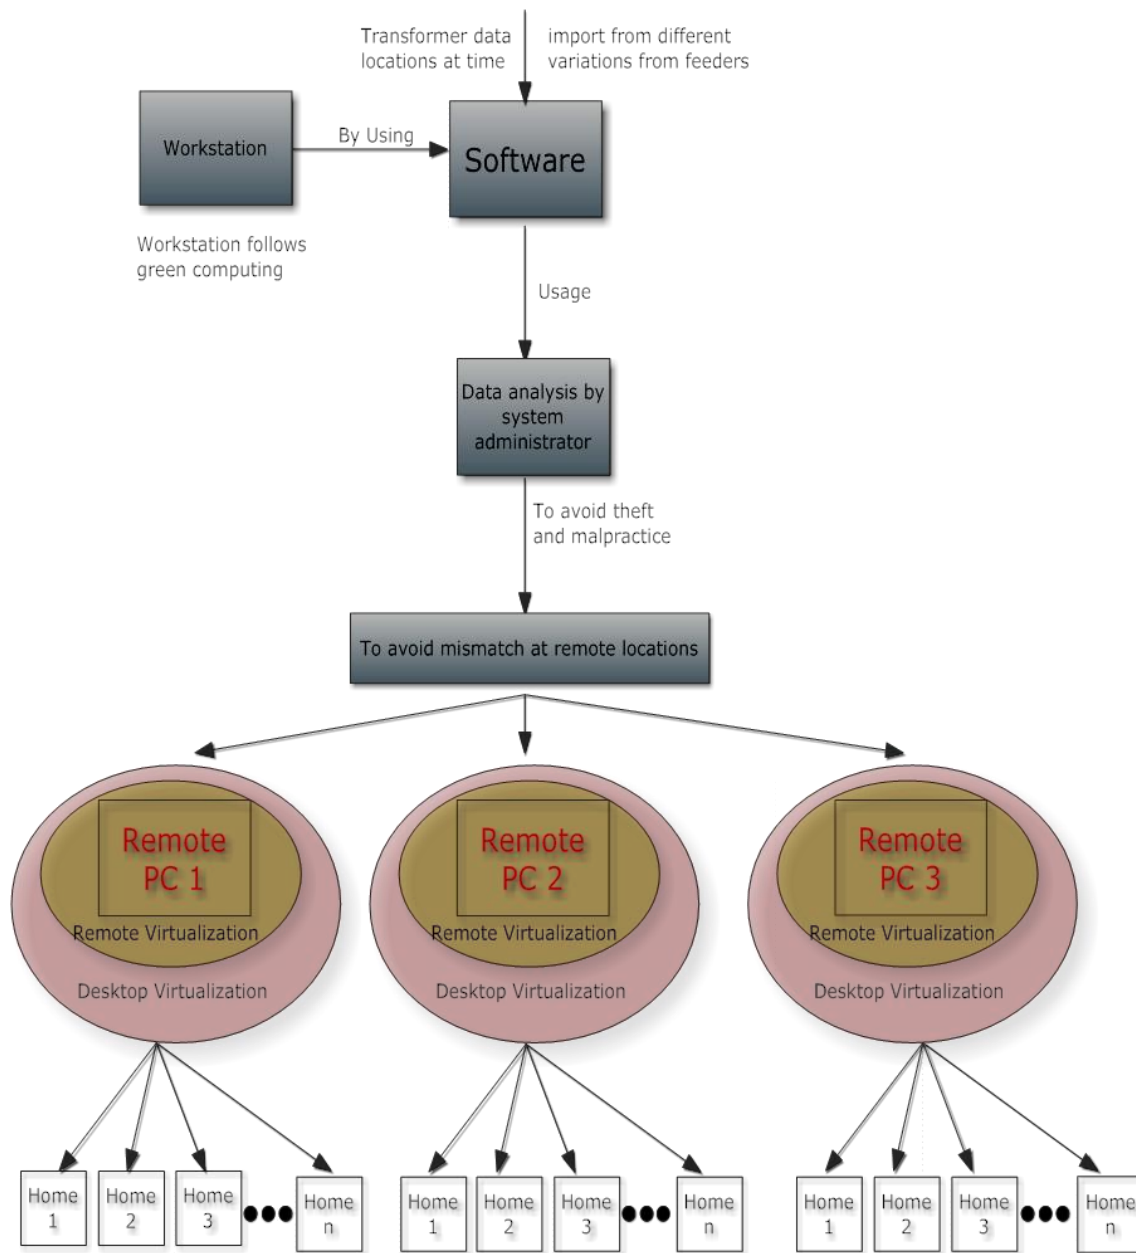 Transformer data import from different
locations at time variations from feeders
Workstation
By Using
Software
Workstation follows
green computing
Usage
Data analysis by
system
administrator
To avoid theft
and malpractice
To avoid mismatch at remote locations
Remote
PC 1
Remote Virtualization
Desktop Virtualization
Remote
PC 2
Remote Virtualization
Desktop Virtualization
Remote
PC 3
Remote Virtualization
Desktop Virtualization
Home
1
Home
2
Home
3
Home
n
Home
1
Home
2
Home
3
Home
n
Home
1
Home
2
Home
3
Home
n